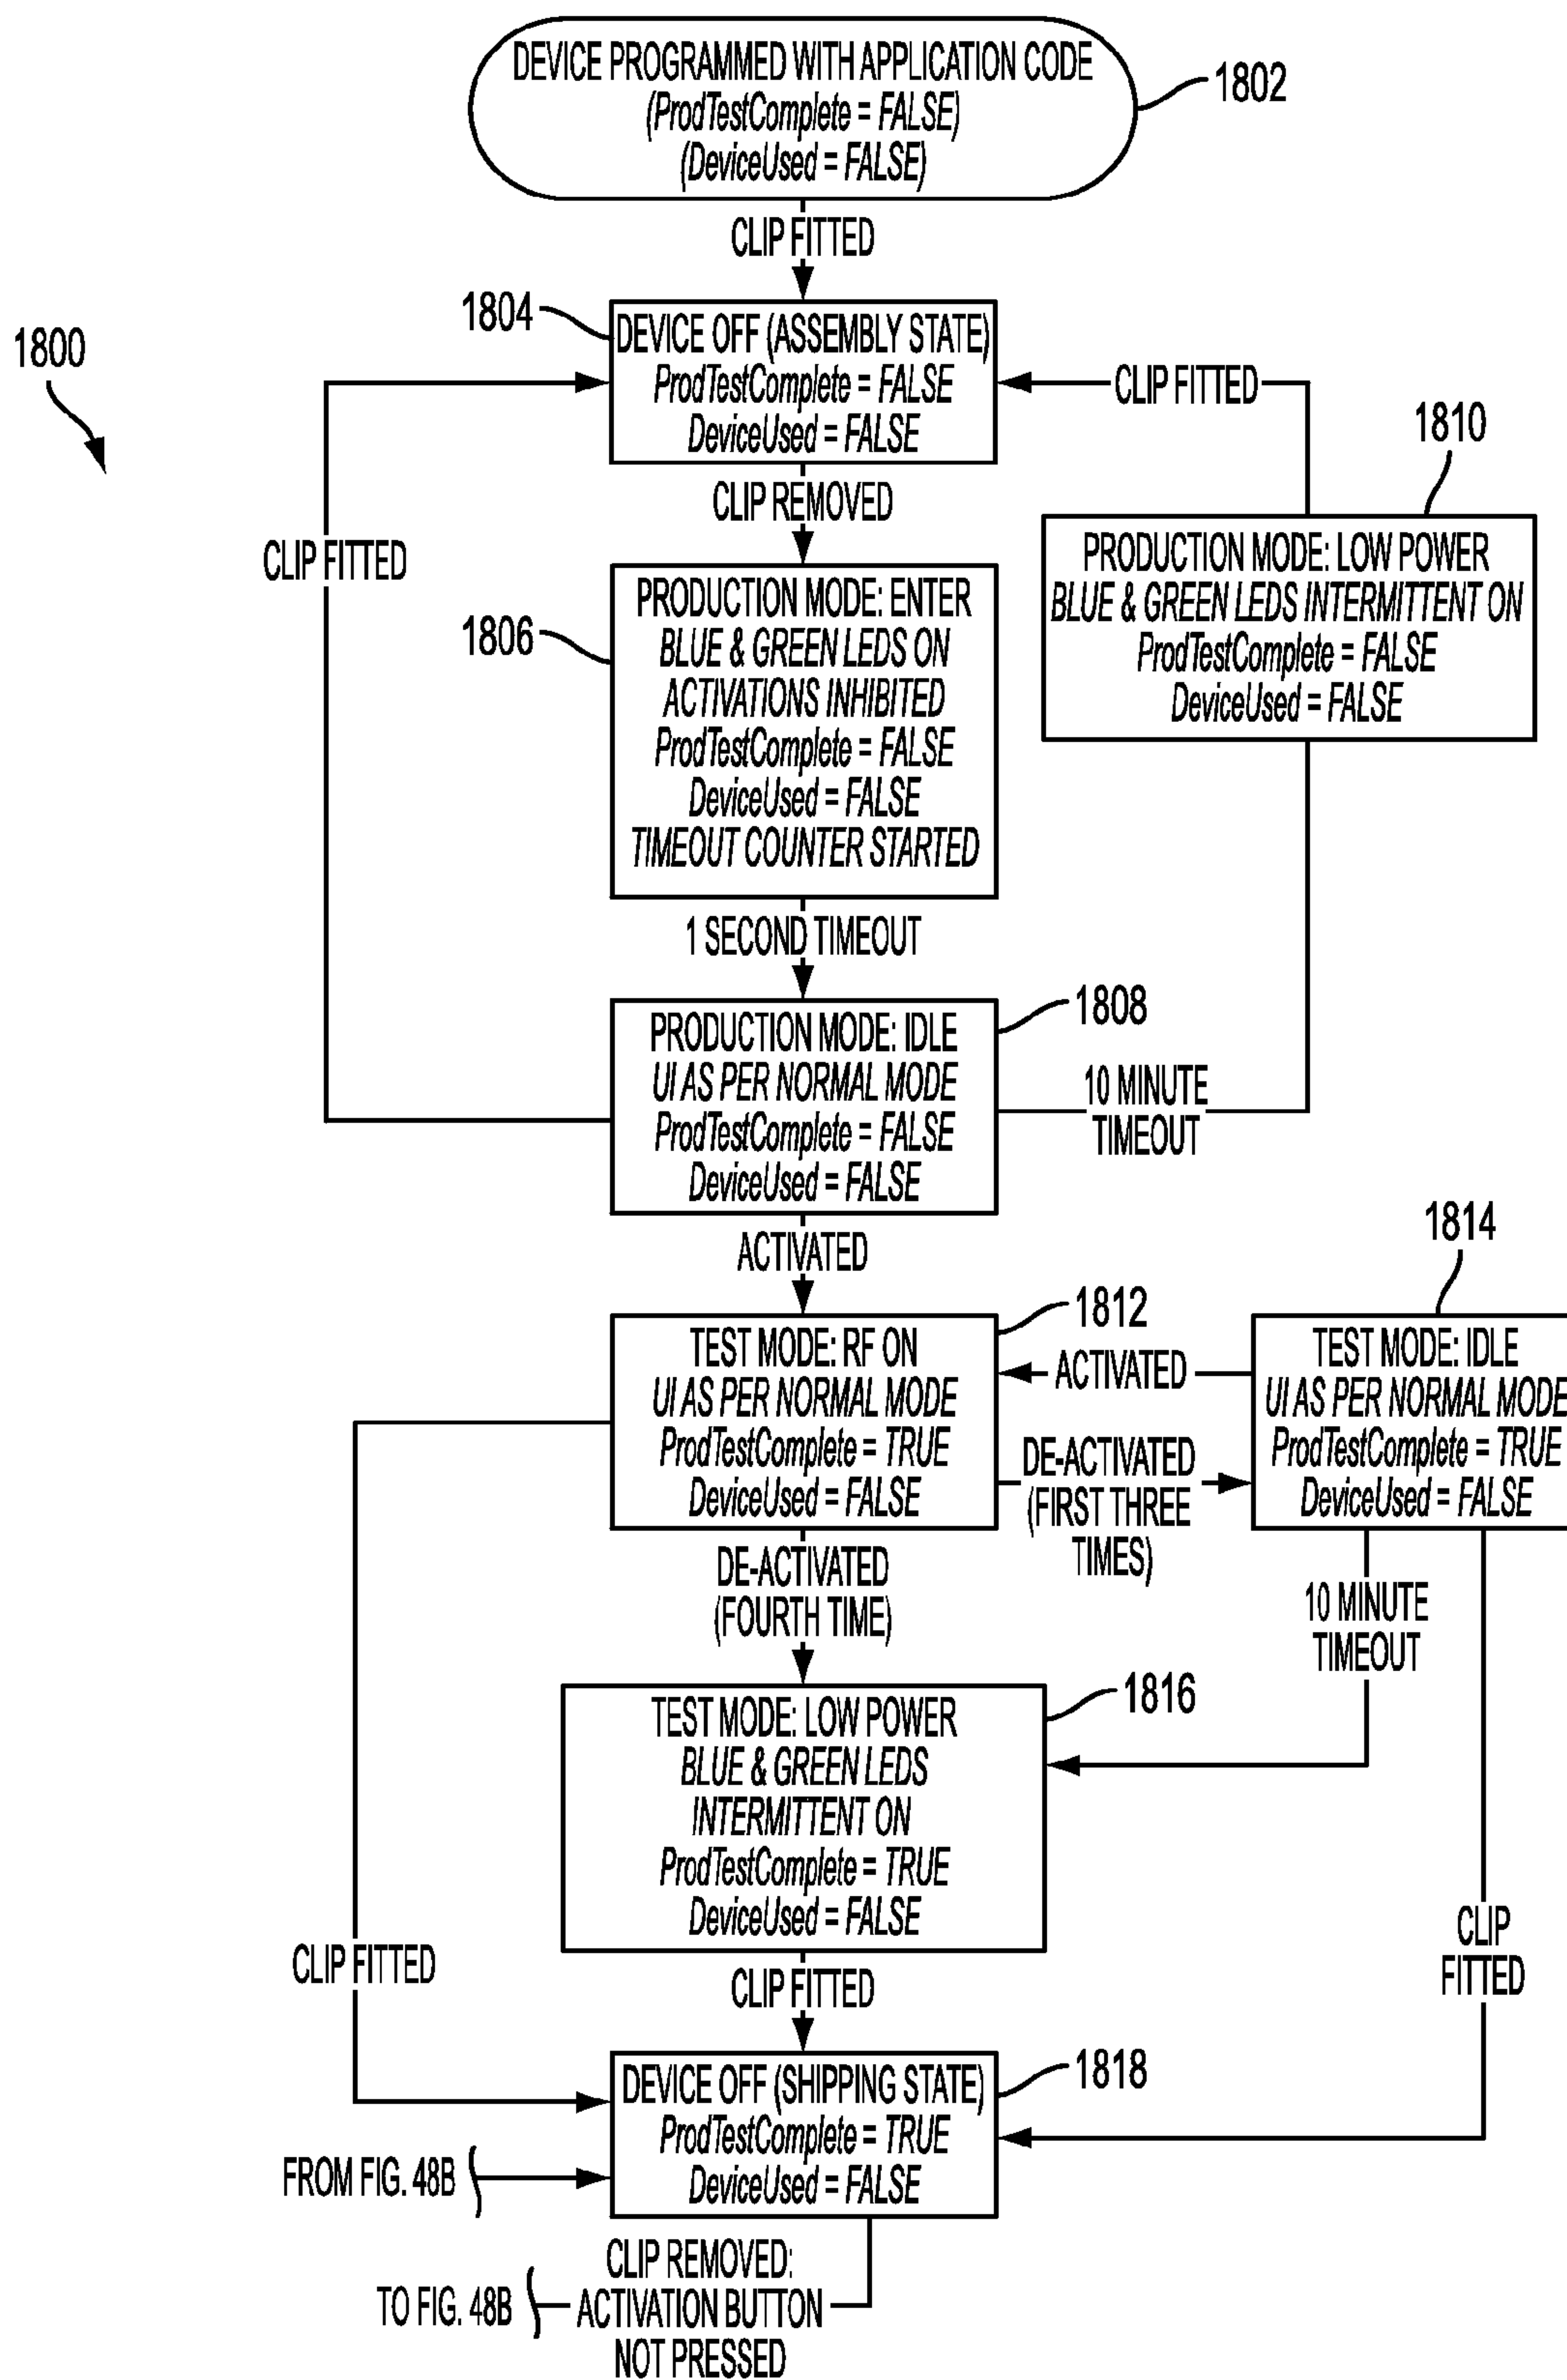 DEVICE PROGRAMMED WITH APPLICATION CODE
(ProdTestComplete = FALSE)
(DeviceUsed = FALSE)
1802
CLIP FITTED
1800
1804
DEVICE OFF (ASSEMBLY STATE)
ProdTestComplete = FALSE
DeviceUsed = FALSE
CLIP FITTED
CLIP REMOVED
CLIP FITTED
1810
PRODUCTION MODE: LOW POWER
BLUE & GREEN LEDS INTERMITTENT ON
ProdTestComplete = FALSE
DeviceUsed = FALSE
1806
PRODUCTION MODE: ENTER
BLUE & GREEN LEDS ON
ACTIVATIONS INHIBITED
ProdTestComplete = FALSE
DeviceUsed = FALSE
TIMEOUT COUNTER STARTED
1 SECOND TIMEOUT
1808
PRODUCTION MODE: IDLE
UI AS PER NORMAL MODE
ProdTestComplete = FALSE
DeviceUsed = FALSE
10 MINUTE
TIMEOUT
ACTIVATED
1812
TEST MODE: RF ON
UI AS PER NORMAL MODE
ProdTestComplete = TRUE
DeviceUsed = FALSE
ACTIVATED
DE-ACTIVATED
(FIRST THREE
TIMES)
1814
TEST MODE: IDLE
UI AS PER NORMAL MODE
ProdTestComplete = TRUE
DeviceUsed = FALSE
DE-ACTIVATED
(FOURTH TIME)
10 MINUTE
TIMEOUT
1816
TEST MODE: LOW POWER
BLUE & GREEN LEDS
INTERMITTENT ON
ProdTestComplete = TRUE
DeviceUsed = FALSE
CLIP FITTED
CLIP FITTED
CLIP
FITTED
1818
DEVICE OFF (SHIPPING STATE)
ProdTestComplete = TRUE
DeviceUsed = FALSE
FROM FIG. 48B
TO FIG. 48B
CLIP REMOVED:
ACTIVATION BUTTON
NOT PRESSED